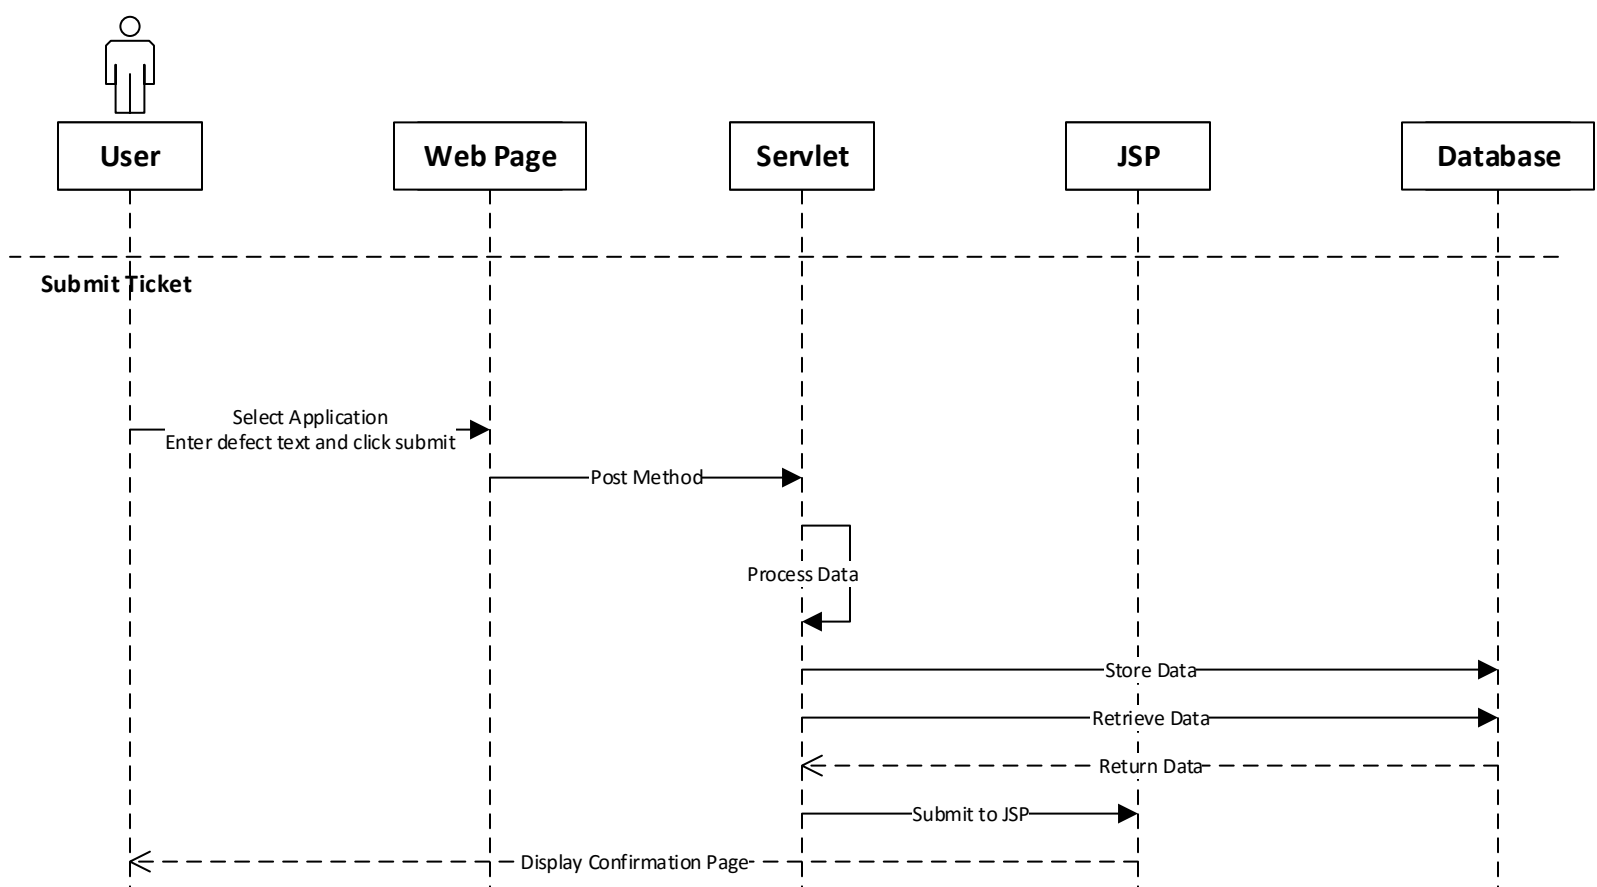 User
Web Page
Servlet
JSP
Database
Submit Ticket
Select Application
Enter defect text and click submit
Post Method
Process Data
Store Data
Retrieve Data
Return Data
Submit to JSP
Display Confirmation Page